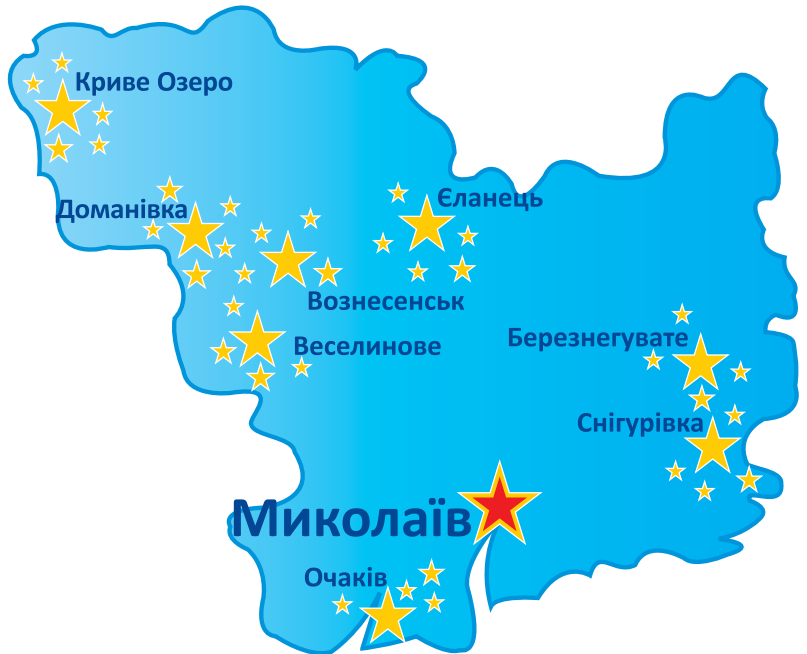 Криве Озеро
Єланець
Доманівка
Вознесенськ
Березнегувате
Веселинове
Снігурівка
Миколаїв
Очаків